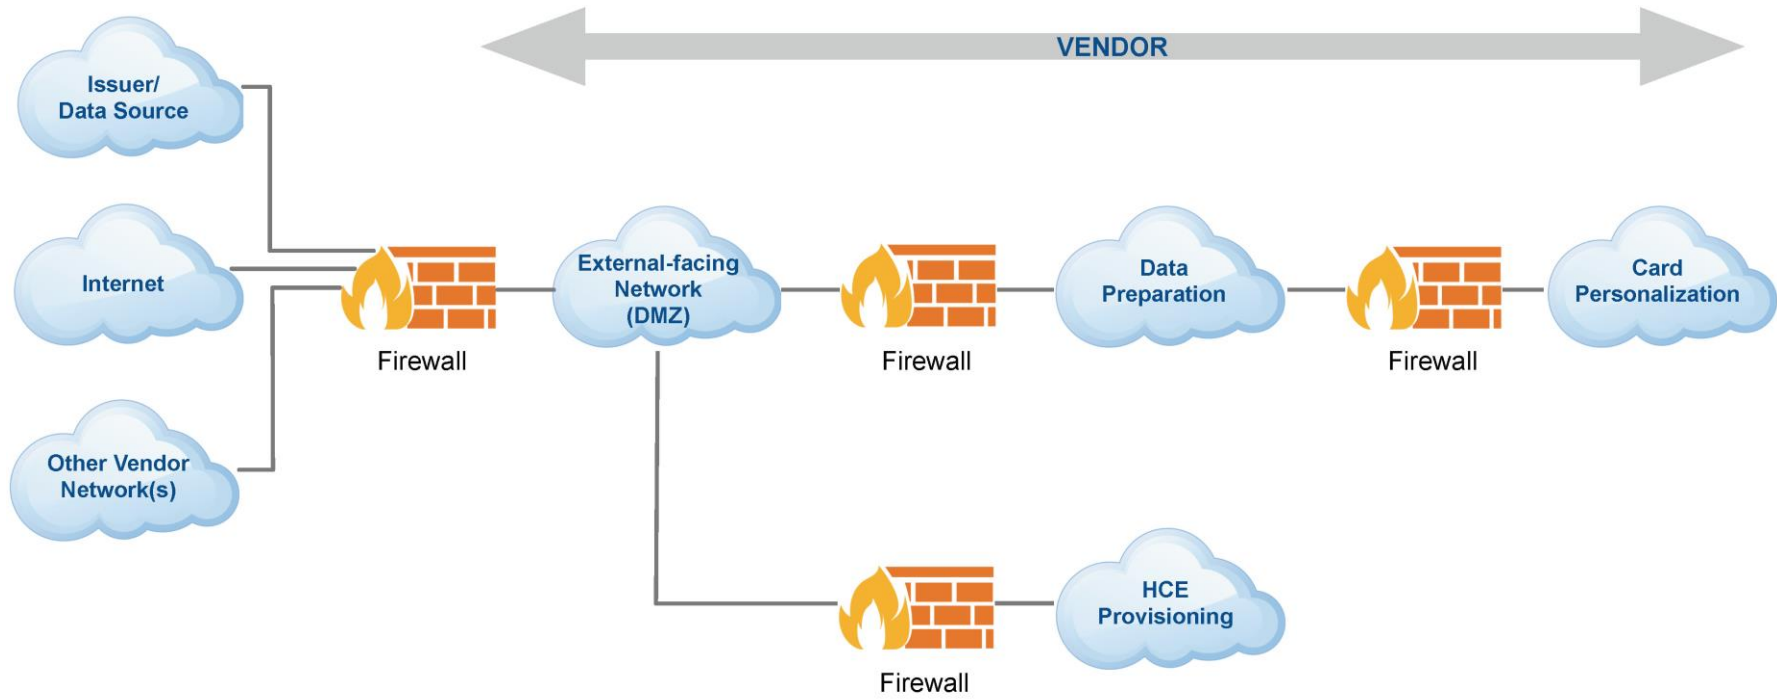 VENDOR
Issuer/
Data Source
Internet
Other Vendor
Network(s)
Firewall
External-facing
Network
(DMZ)
Firewall
Data
Preparation
Firewall
Card
Personalization
Firewall
HCE
Provisioning